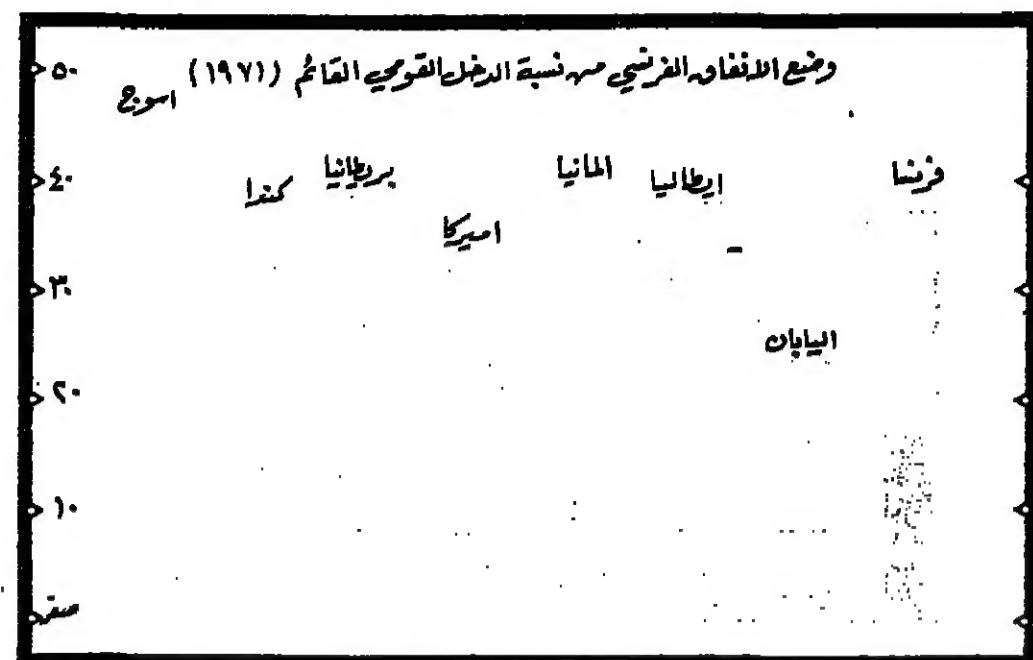 وضع الانفاق الفرنسي من نسبة الدخل القومي القائم (١٩٧١)
٥٠
اسوج
٤٠
فرنسا
ايطاليا
المانيا
بريطانيا
كندا
اميركا
٣٠
اليابان
٢٠
١٠
صفر